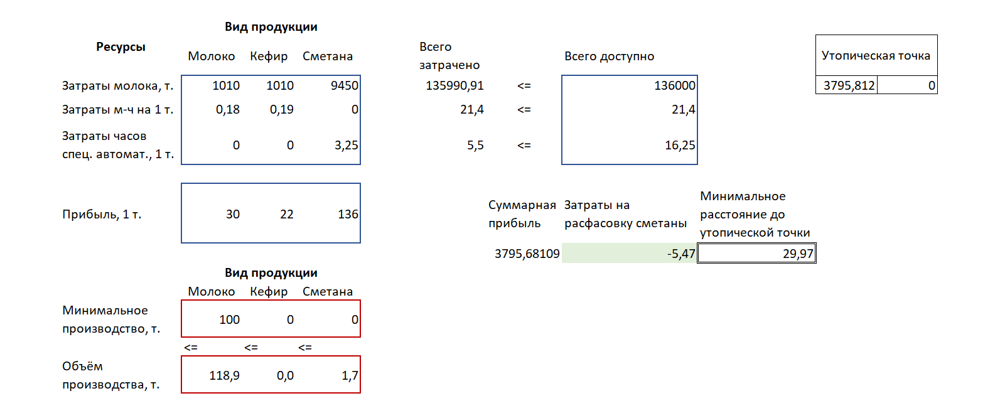 Вид продукции
Ресурсы
Молоко Кефир Сметана
Всего
затрачено
Всего доступно
Утопическая точка
Затраты молока, т. 1010 1010 9450 135990,91 <= 136000 3795,812 0
Затраты м-ч на 1 т. 0,18 0,19 0 21,4 <= 21,4
Затраты часов
спец. автомат., 1 т. 0 0 3,25 5,5 <= 16,25
Прибыль, 1 т. 30 22 136
Суммарная
прибыль
Затраты на
расфасовку сметаны
Минимальное
расстояние до
утопической точки
3795,68109 -5,47 29,97
Вид продукции
Молоко Кефир Сметана
Минимальное
производство, т. 100 0 0
<= <= <=
Объём
производства, т. 118,9 0,0 1,7